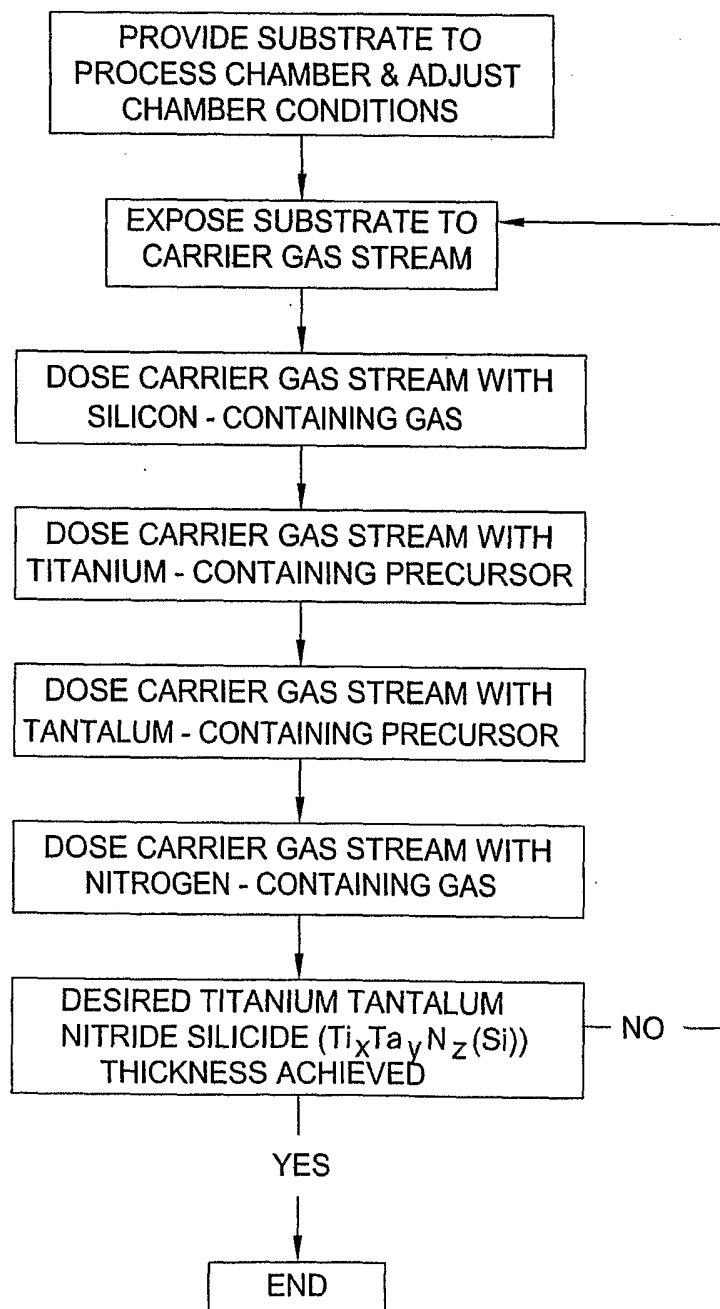 PROVIDE SUBSTRATE TO
PROCESS CHAMBER & ADJUST
CHAMBER CONDITIONS
EXPOSE SUBSTRATE TO
CARRIER GAS STREAM
DOSE CARRIER GAS STREAM WITH
SILICON - CONTAINING GAS
DOSE CARRIER GAS STREAM WITH
TITANIUM - CONTAINING PRECURSOR
DOSE CARRIER GAS STREAM WITH
TANTALUM - CONTAINING PRECURSOR
DOSE CARRIER GAS STREAM WITH
NITROGEN - CONTAINING GAS
DESIRED TITANIUM TANTALUM
NITRIDE SILICIDE (TixTayNz(Si))
THICKNESS ACHIEVED
NO
YES
END